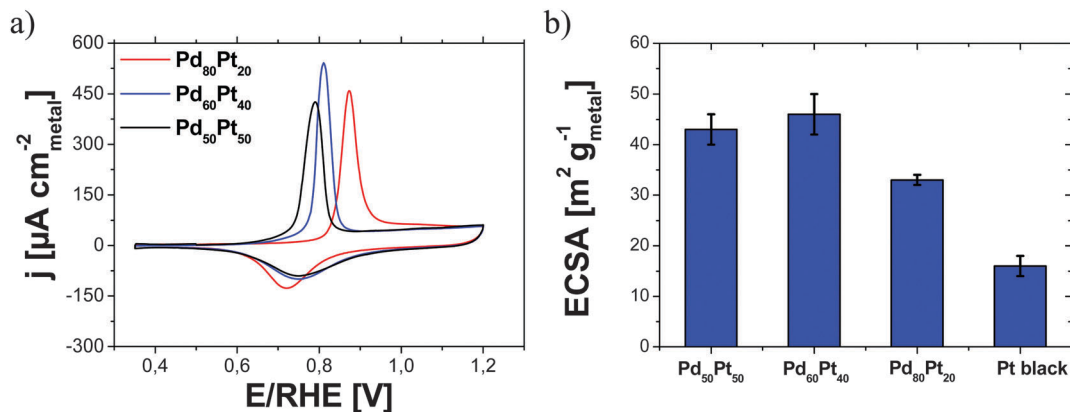 a)
j [µA cm⁻²metal]
600
450
300
150
0
-150
-300
Pd₈₀Pt₂₀
Pd₆₀Pt₄₀
Pd₅₀Pt₅₀
0,4 0,6 0,8 1,0 1,2
E/RHE [V]
b)
ECSA [m² g⁻¹metal]
60
50
40
30
20
10
0
Pd₅₀Pt₅₀ Pd₆₀Pt₄₀ Pd₈₀Pt₂₀ Pt black